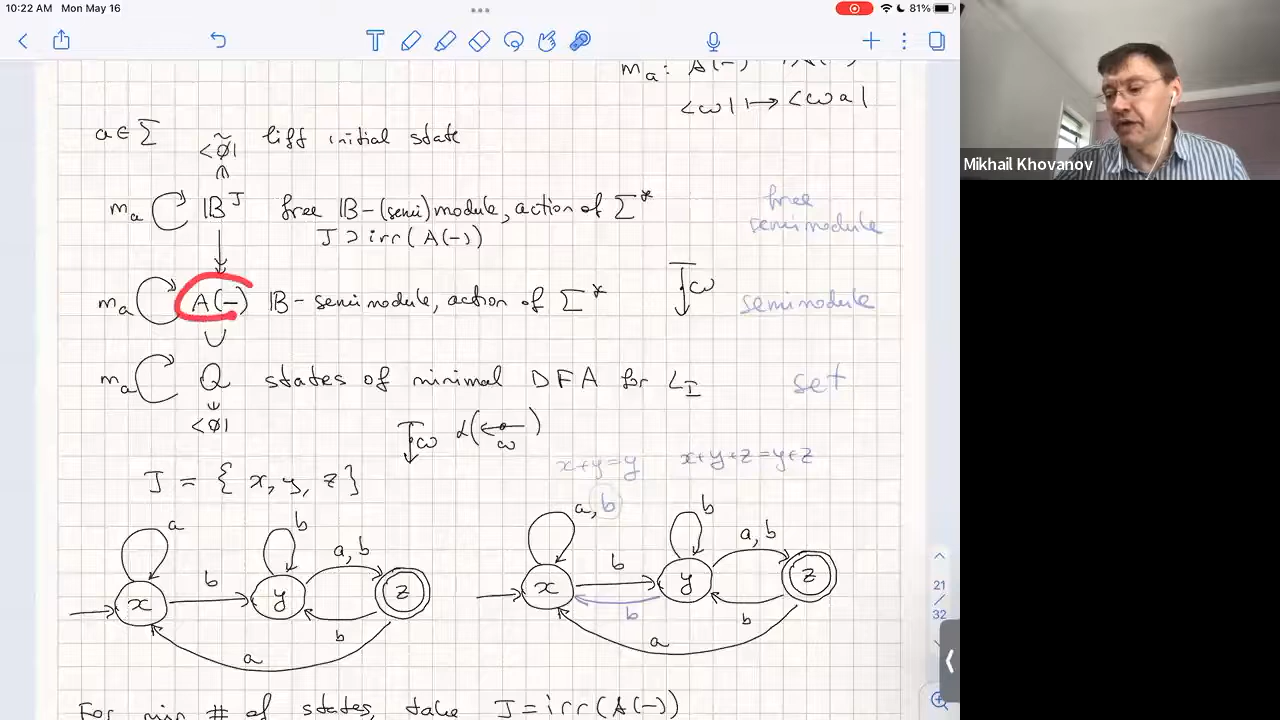 10:22 AM Mon May 16
81%
m_a : A(-)
<ω| ↦ <ωa|
a ∈ Σ
<∅|~ lift initial state
m_a 𝔹^J free 𝔹-(semi)module, action of Σ*
J ⊃ irr(A(-))
free
semimodule
m_a A(-) 𝔹-semimodule, action of Σ*
ω
semimodule
m_a Q states of minimal DFA for L_I
set
<∅|
ω α(← ω)
J = { x, y, z }
x+y=y x+y+z=y+z
a b a, b
x b y z
b
a
a, b b a, b
x b y z
b b
a
For min # of states, take J = irr(A(-))
21
/
32
Mikhail Khovanov